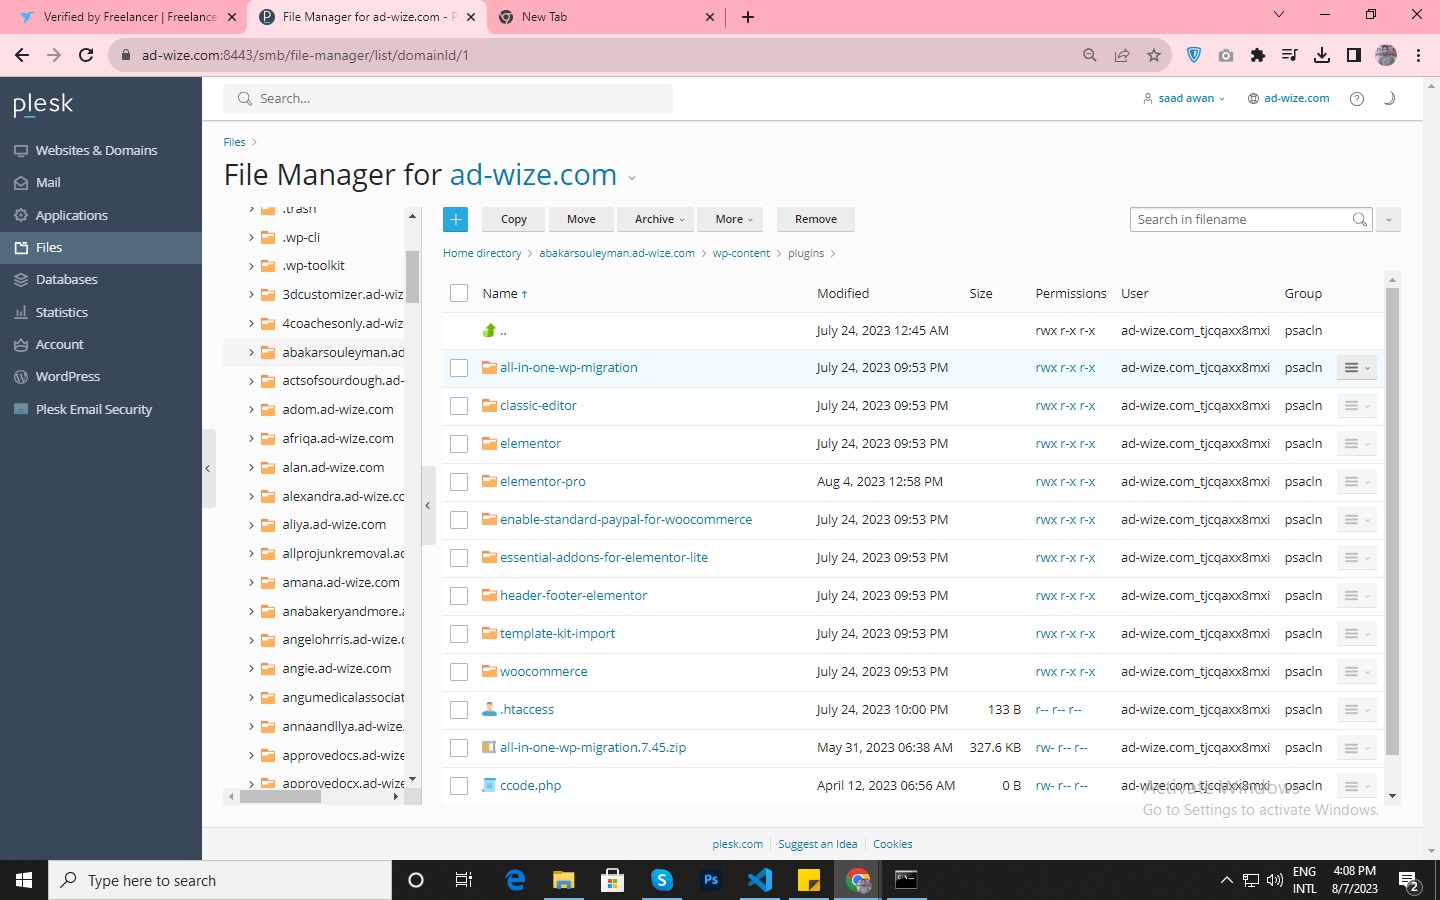 Verified by Freelancer | Freelance
File Manager for ad-wize.com - P
New Tab
ad-wize.com:8443/smb/file-manager/list/domainId/1
plesk
Search...
saad awan
ad-wize.com
Websites & Domains
Mail
Applications
Files
Databases
Statistics
Account
WordPress
Plesk Email Security
Files
File Manager for ad-wize.com
.trash
.wp-cli
.wp-toolkit
3dcustomizer.ad-wiz
4coachesonly.ad-wiz
abakarsouleyman.ad
actsofsourdough.ad-
adom.ad-wize.com
afriqa.ad-wize.com
alan.ad-wize.com
alexandra.ad-wize.co
aliya.ad-wize.com
allprojunkremoval.ad
amana.ad-wize.com
anabakeryandmore.a
angelohrris.ad-wize.c
angie.ad-wize.com
angumedicalassociat
annaandllya.ad-wize.
approvedocs.ad-wize
approvedocx.ad-wize
Copy Move Archive More Remove
Search in filename
Home directory > abakarsouleyman.ad-wize.com > wp-content > plugins >
Name ↑ Modified Size Permissions User Group
.. July 24, 2023 12:45 AM rwx r-x r-x ad-wize.com_tjcqaxx8mxi psacln
all-in-one-wp-migration July 24, 2023 09:53 PM rwx r-x r-x ad-wize.com_tjcqaxx8mxi psacln
classic-editor July 24, 2023 09:53 PM rwx r-x r-x ad-wize.com_tjcqaxx8mxi psacln
elementor July 24, 2023 09:53 PM rwx r-x r-x ad-wize.com_tjcqaxx8mxi psacln
elementor-pro Aug 4, 2023 12:58 PM rwx r-x r-x ad-wize.com_tjcqaxx8mxi psacln
enable-standard-paypal-for-woocommerce July 24, 2023 09:53 PM rwx r-x r-x ad-wize.com_tjcqaxx8mxi psacln
essential-addons-for-elementor-lite July 24, 2023 09:53 PM rwx r-x r-x ad-wize.com_tjcqaxx8mxi psacln
header-footer-elementor July 24, 2023 09:53 PM rwx r-x r-x ad-wize.com_tjcqaxx8mxi psacln
template-kit-import July 24, 2023 09:53 PM rwx r-x r-x ad-wize.com_tjcqaxx8mxi psacln
woocommerce July 24, 2023 09:53 PM rwx r-x r-x ad-wize.com_tjcqaxx8mxi psacln
.htaccess July 24, 2023 10:00 PM 133 B r-- r-- r-- ad-wize.com_tjcqaxx8mxi psacln
all-in-one-wp-migration.7.45.zip May 31, 2023 06:38 AM 327.6 KB rw- r-- r-- ad-wize.com_tjcqaxx8mxi psacln
ccode.php April 12, 2023 06:56 AM 0 B rw- r-- r-- ad-wize.com_tjcqaxx8mxi psacln
Activate Windows
Go to Settings to activate Windows.
plesk.com Suggest an Idea Cookies
Type here to search
Ps
ENG
INTL
4:08 PM
8/7/2023
2